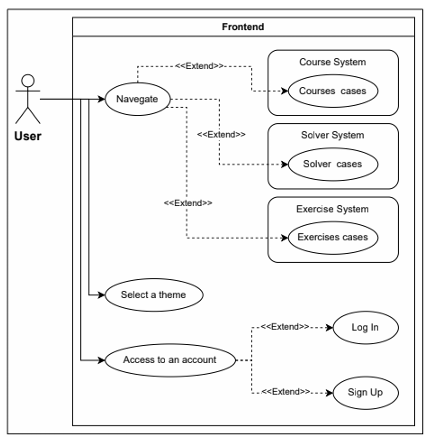 Frontend
<<Extend>>
Course System
Courses cases
User
Navegate
<<Extend>>
Solver System
Solver cases
<<Extend>>
Exercise System
Exercises cases
Select a theme
<<Extend>>
Log In
Access to an account
<<Extend>>
Sign Up